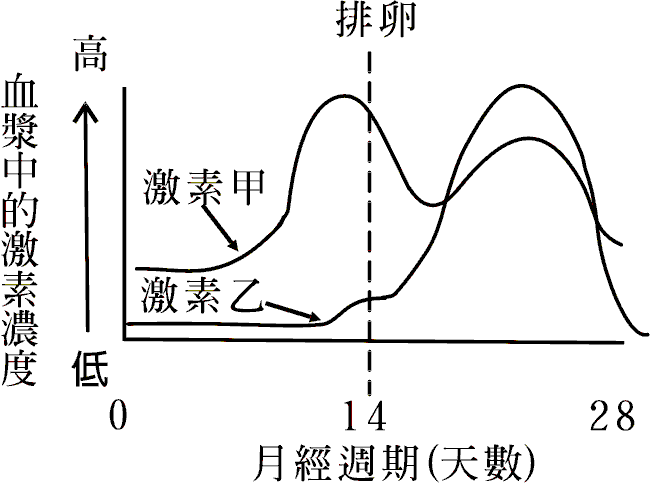 排卵
高
血漿中的激素濃度
激素甲
激素乙
低
0 14 28
月經週期(天數)